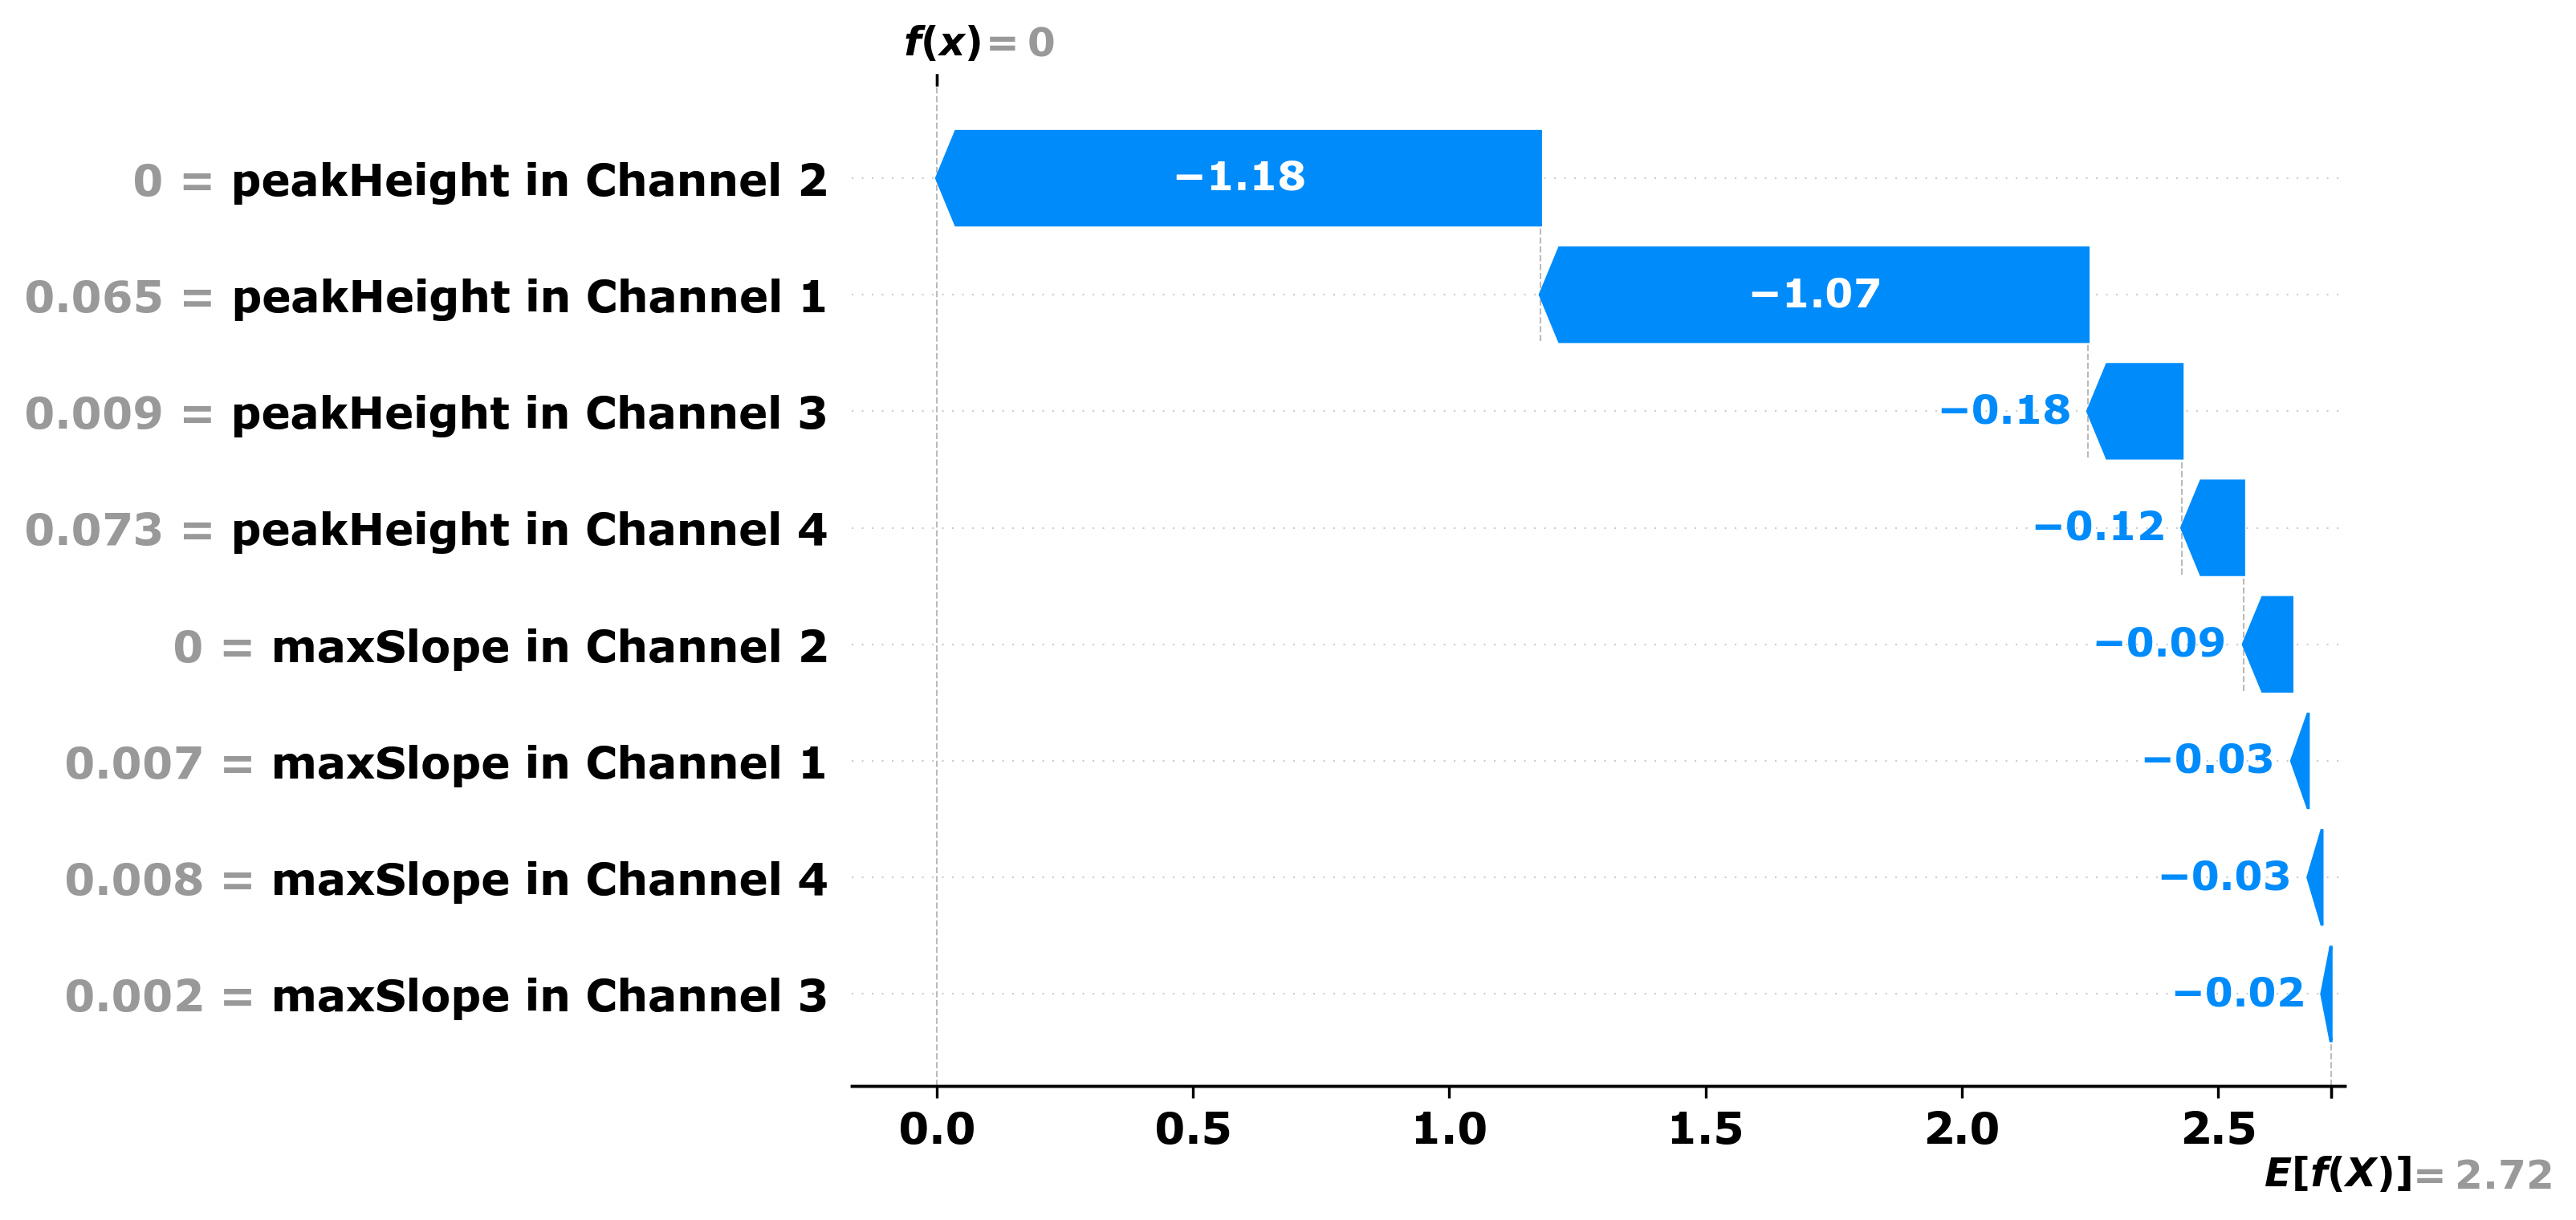 f(x) = 0
0 = peakHeight in Channel 2 −1.18
0.065 = peakHeight in Channel 1 −1.07
0.009 = peakHeight in Channel 3 −0.18
0.073 = peakHeight in Channel 4 −0.12
0 = maxSlope in Channel 2 −0.09
0.007 = maxSlope in Channel 1 −0.03
0.008 = maxSlope in Channel 4 −0.03
0.002 = maxSlope in Channel 3 −0.02
0.0 0.5 1.0 1.5 2.0 2.5
E[f(X)] = 2.72